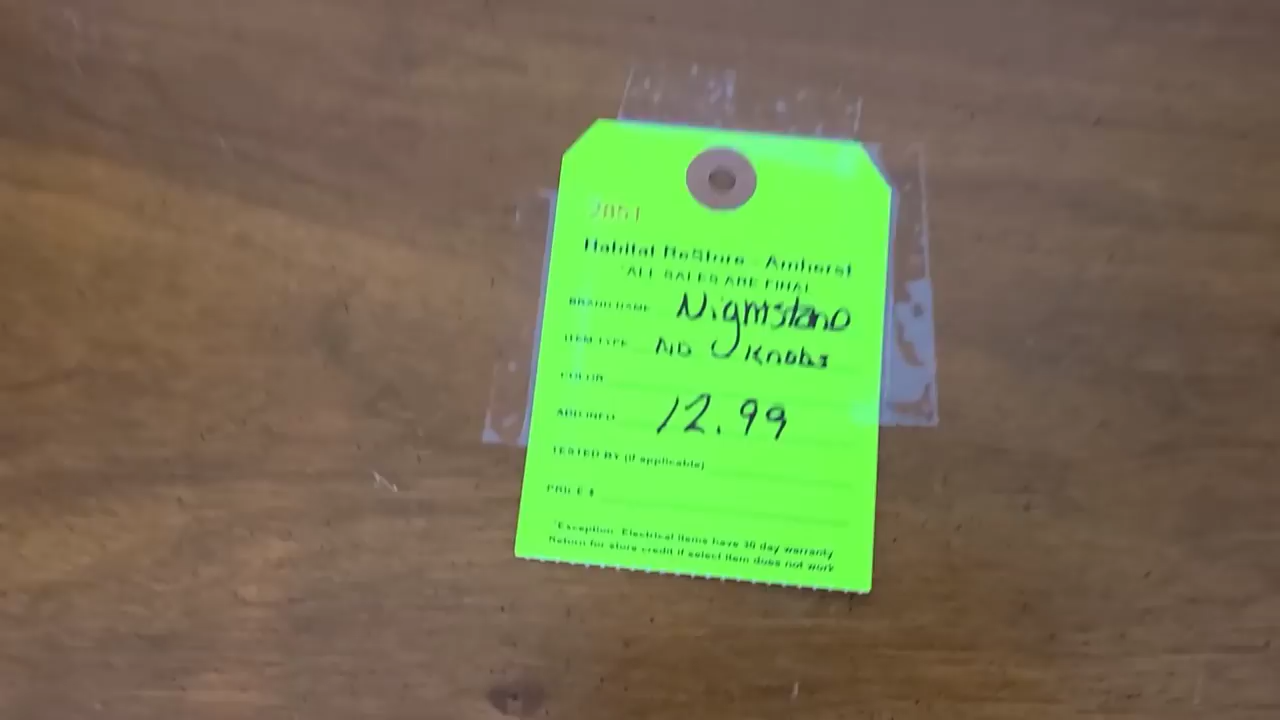 2051
Habitat ReStore - Amherst
*ALL SALES ARE FINAL
BRAND NAME Nigmstand
ITEM TYPE NO Knobs
COLOR
ADD INFO 12.99
TESTED BY (if applicable)
PRICE $
*Exception: Electrical items have 30 day warranty
Return for store credit if select item does not work